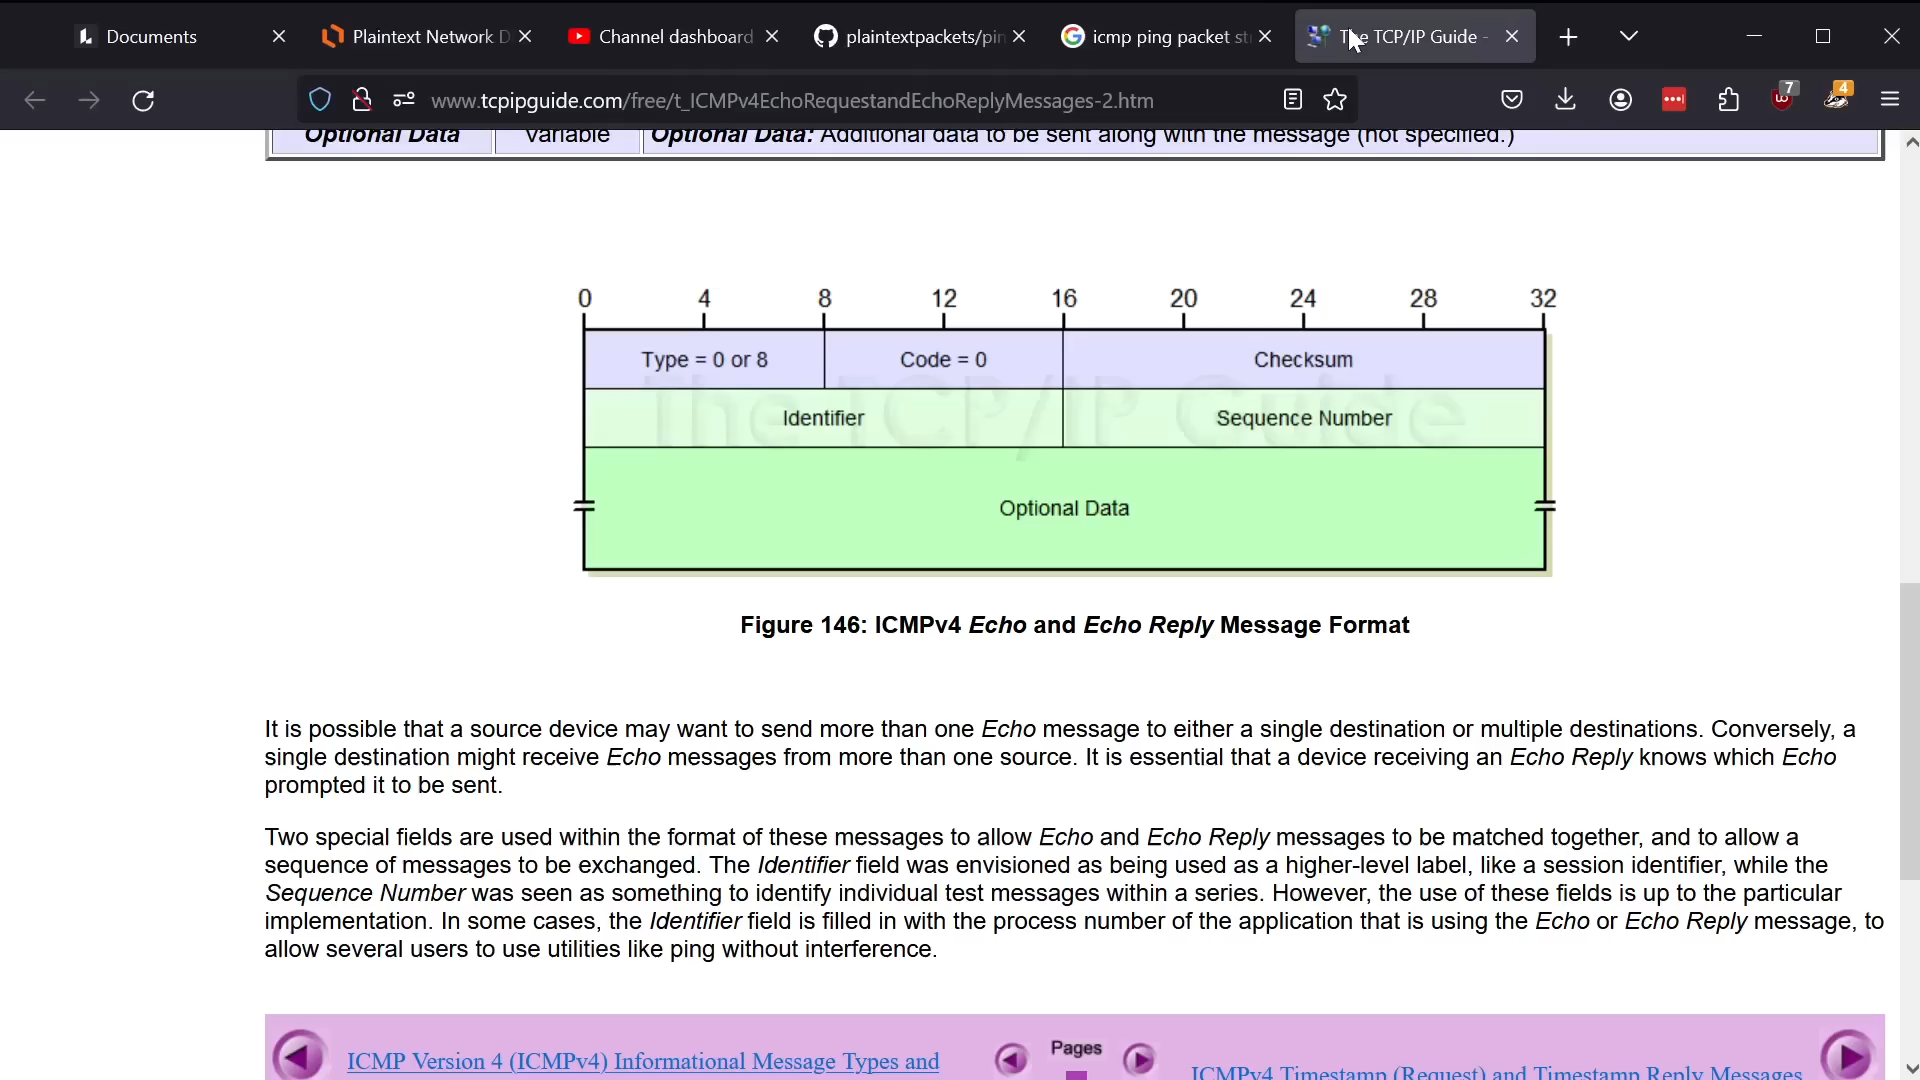 Documents
Plaintext Network D
Channel dashboard
plaintextpackets/pin
icmp ping packet st
The TCP/IP Guide -
www.tcpipguide.com/free/t_ICMPv4EchoRequestandEchoReplyMessages-2.htm
7
4
Optional Data Variable Optional Data: Additional data to be sent along with the message (not specified.)
0 4 8 12 16 20 24 28 32
Type = 0 or 8 Code = 0 Checksum
The TCP/IP Guide
Identifier Sequence Number
Optional Data
Figure 146: ICMPv4 Echo and Echo Reply Message Format
It is possible that a source device may want to send more than one Echo message to either a single destination or multiple destinations. Conversely, a
single destination might receive Echo messages from more than one source. It is essential that a device receiving an Echo Reply knows which Echo
prompted it to be sent.
Two special fields are used within the format of these messages to allow Echo and Echo Reply messages to be matched together, and to allow a
sequence of messages to be exchanged. The Identifier field was envisioned as being used as a higher-level label, like a session identifier, while the
Sequence Number was seen as something to identify individual test messages within a series. However, the use of these fields is up to the particular
implementation. In some cases, the Identifier field is filled in with the process number of the application that is using the Echo or Echo Reply message, to
allow several users to use utilities like ping without interference.
ICMP Version 4 (ICMPv4) Informational Message Types and
Pages
ICMPv4 Timestamp (Request) and Timestamp Reply Messages